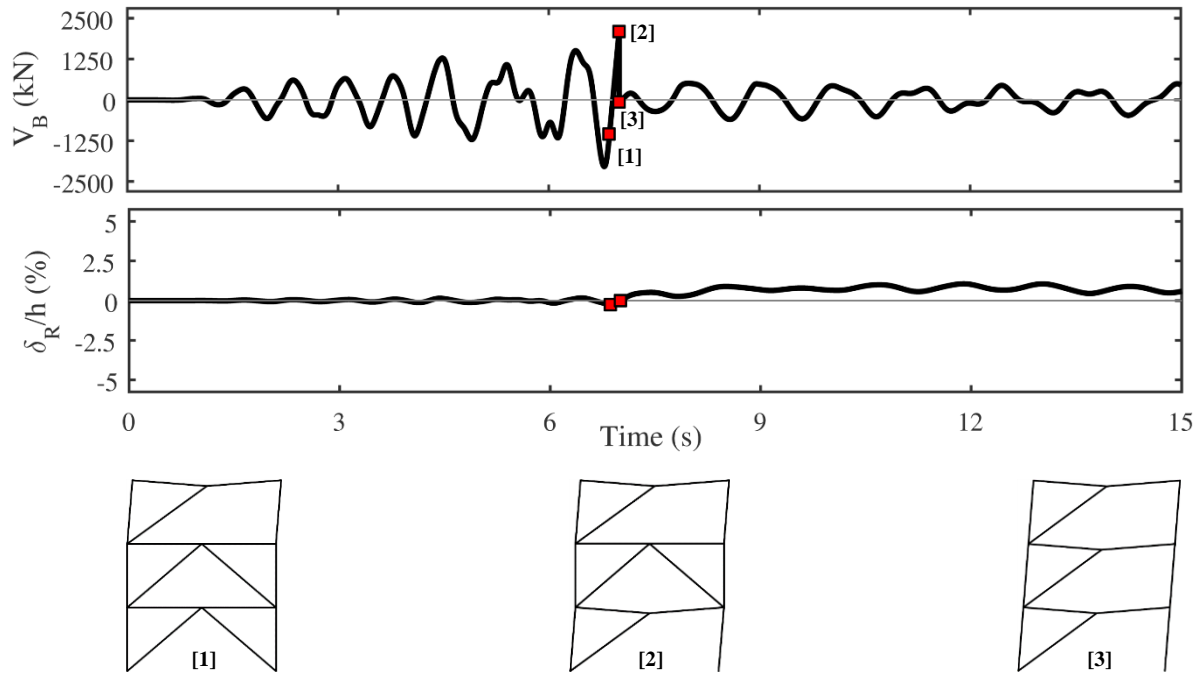 2500
1250
0
-1250
-2500
V_B (kN)
[2]
[3]
[1]
5
2.5
0
-2.5
-5
δ_R/h (%)
0 3 6 9 12 15
Time (s)
[1] [2] [3]